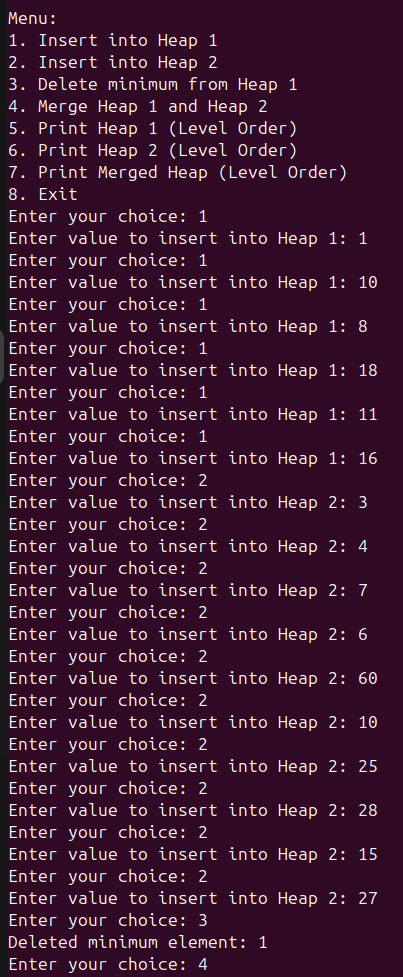 Menu:
1. Insert into Heap 1
2. Insert into Heap 2
3. Delete minimum from Heap 1
4. Merge Heap 1 and Heap 2
5. Print Heap 1 (Level Order)
6. Print Heap 2 (Level Order)
7. Print Merged Heap (Level Order)
8. Exit
Enter your choice: 1
Enter value to insert into Heap 1: 1
Enter your choice: 1
Enter value to insert into Heap 1: 10
Enter your choice: 1
Enter value to insert into Heap 1: 8
Enter your choice: 1
Enter value to insert into Heap 1: 18
Enter your choice: 1
Enter value to insert into Heap 1: 11
Enter your choice: 1
Enter value to insert into Heap 1: 16
Enter your choice: 2
Enter value to insert into Heap 2: 3
Enter your choice: 2
Enter value to insert into Heap 2: 4
Enter your choice: 2
Enter value to insert into Heap 2: 7
Enter your choice: 2
Enter value to insert into Heap 2: 6
Enter your choice: 2
Enter value to insert into Heap 2: 60
Enter your choice: 2
Enter value to insert into Heap 2: 10
Enter your choice: 2
Enter value to insert into Heap 2: 25
Enter your choice: 2
Enter value to insert into Heap 2: 28
Enter your choice: 2
Enter value to insert into Heap 2: 15
Enter your choice: 2
Enter value to insert into Heap 2: 27
Enter your choice: 3
Deleted minimum element: 1
Enter your choice: 4